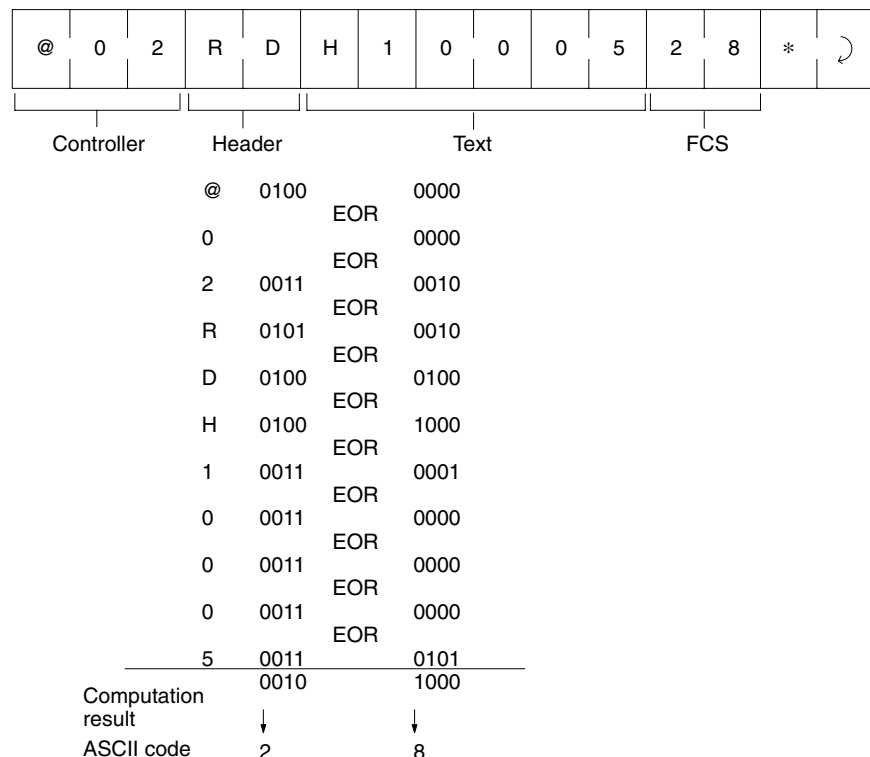 @ 0 2 R D H 1 0 0 0 5 2 8 * ⤸
Controller Header Text FCS
@ 0100 0000
EOR
0 0000
EOR
2 0011 0010
EOR
R 0101 0010
EOR
D 0100 0100
EOR
H 0100 1000
EOR
1 0011 0001
EOR
0 0011 0000
EOR
0 0011 0000
EOR
0 0011 0000
EOR
5 0011 0101
0010 1000
Computation
result
ASCII code 2 8